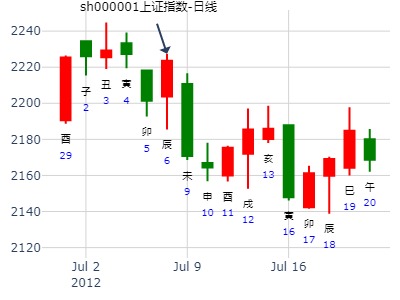 sh000001上证指数-日线
2240
2220
2200
2180
2160
2140
2120
酉
29
子
2
丑
3
寅
4
卯
5
辰
6
未
9
申
10
酉
11
戌
12
亥
13
寅
16
卯
17
辰
18
巳
19
午
20
Jul 2
2012
Jul 9
Jul 16